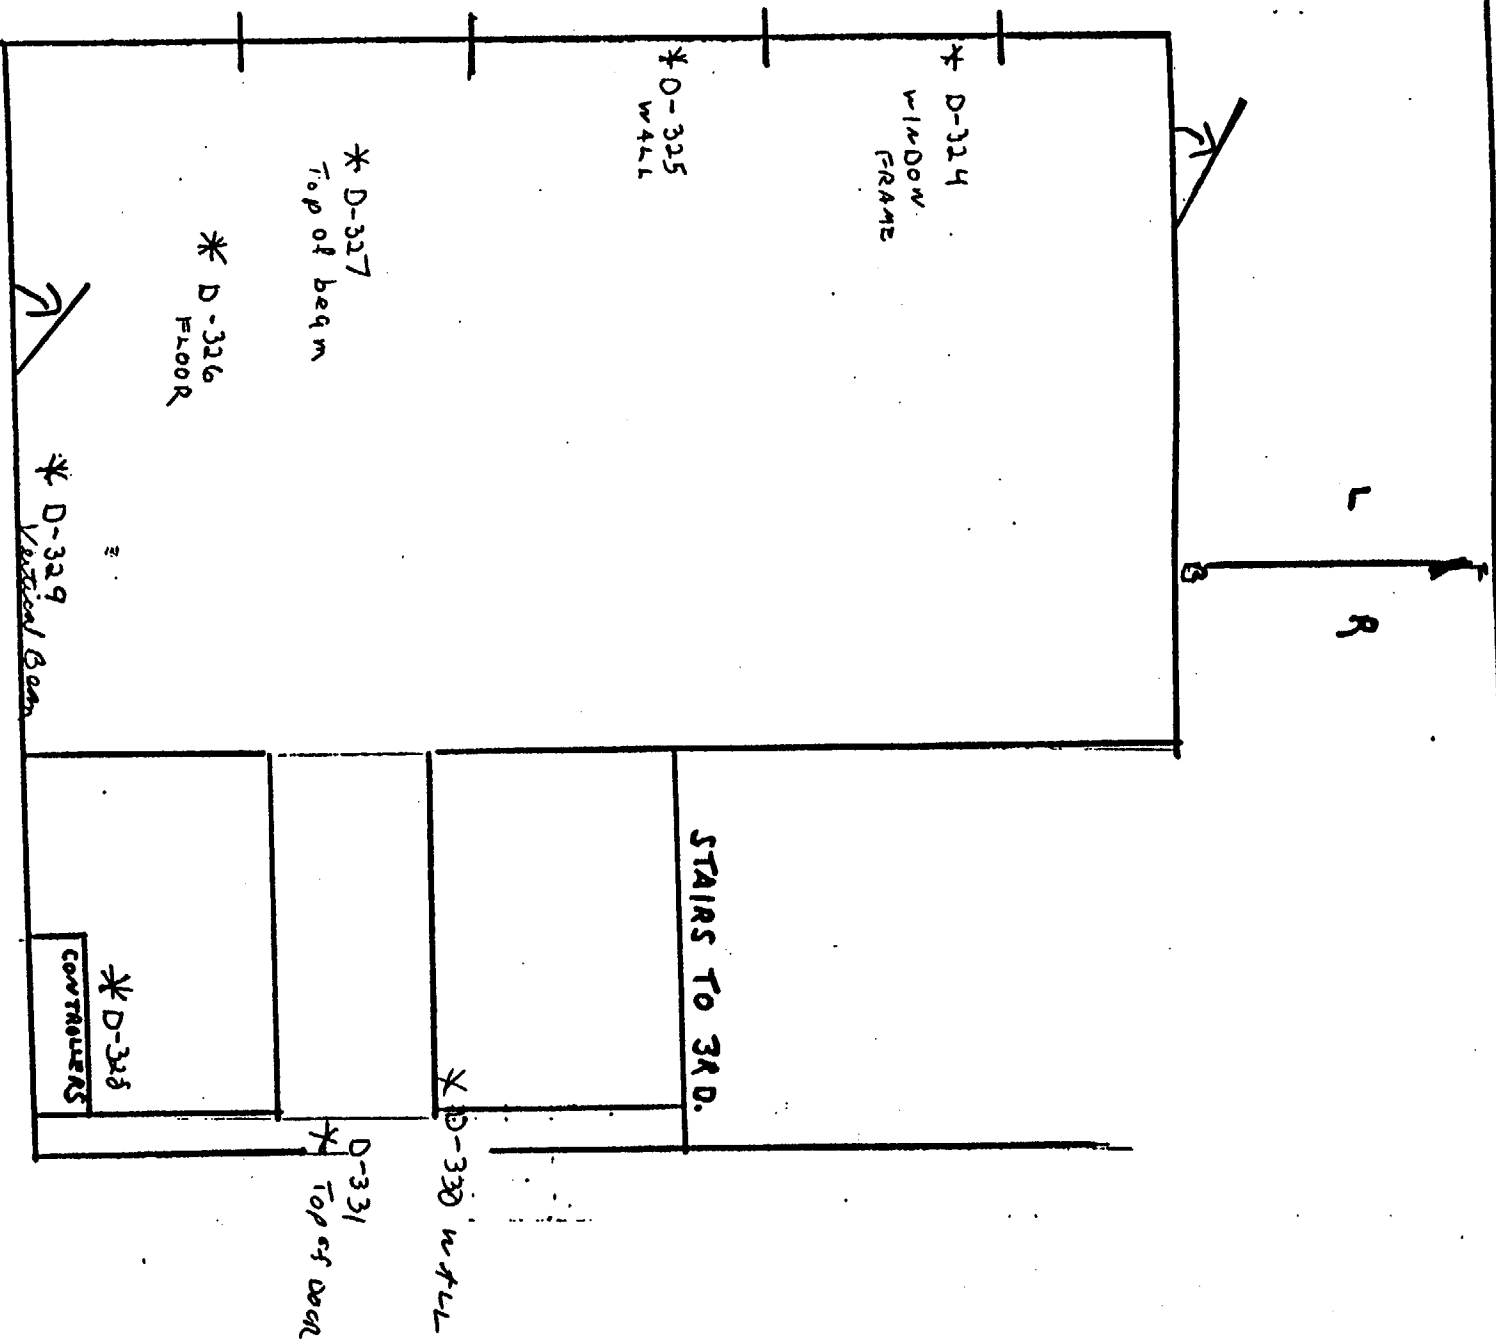 L
R
* D-324
WINDOW
FRAME
* D-325
WALL
* D-327
Top of beam
* D-326
FLOOR
* D-329
Vertical Beam
STAIRS TO 3RD.
* D-330 WALL
* D-331
Top of DOOR
* D-328
CONTROLLERS